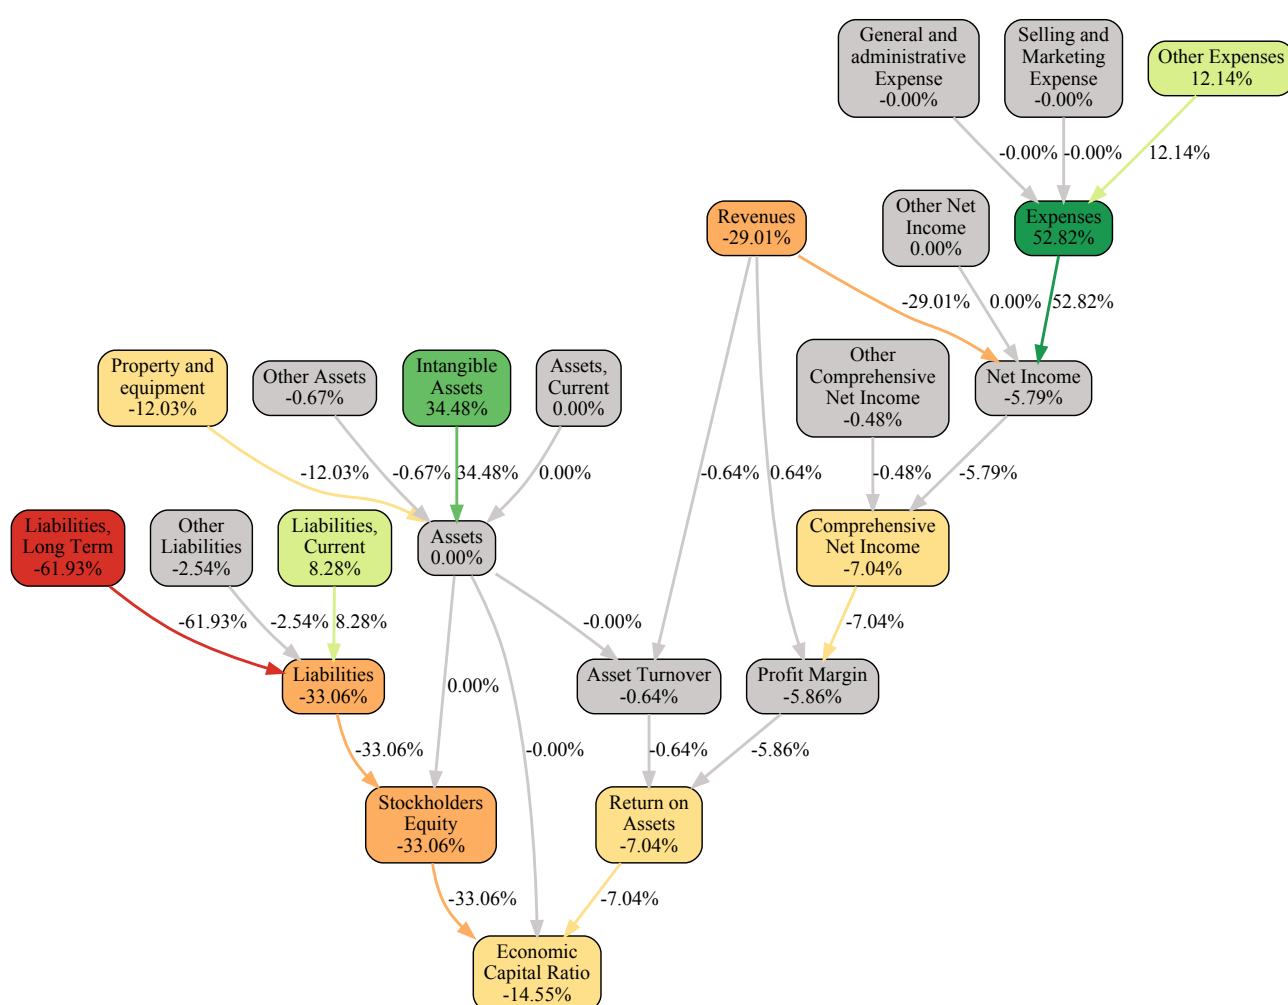 General and
administrative
Expense
-0.00%
Selling and
Marketing
Expense
-0.00%
Other Expenses
12.14%
-0.00%
-0.00%
12.14%
Revenues
-29.01%
Other Net
Income
0.00%
Expenses
52.82%
-29.01%
0.00%
52.82%
Property and
equipment
-12.03%
Other Assets
-0.67%
Intangible
Assets
34.48%
Assets,
Current
0.00%
Other
Comprehensive
Net Income
-0.48%
Net Income
-5.79%
-12.03%
-0.67%
34.48%
0.00%
-0.64%
0.64%
-0.48%
-5.79%
Liabilities,
Long Term
-61.93%
Other
Liabilities
-2.54%
Liabilities,
Current
8.28%
Assets
0.00%
Comprehensive
Net Income
-7.04%
-61.93%
-2.54%
8.28%
-0.00%
-7.04%
Liabilities
-33.06%
0.00%
Asset Turnover
-0.64%
Profit Margin
-5.86%
-33.06%
-0.00%
-0.64%
-5.86%
Stockholders
Equity
-33.06%
Return on
Assets
-7.04%
-33.06%
-7.04%
Economic
Capital Ratio
-14.55%